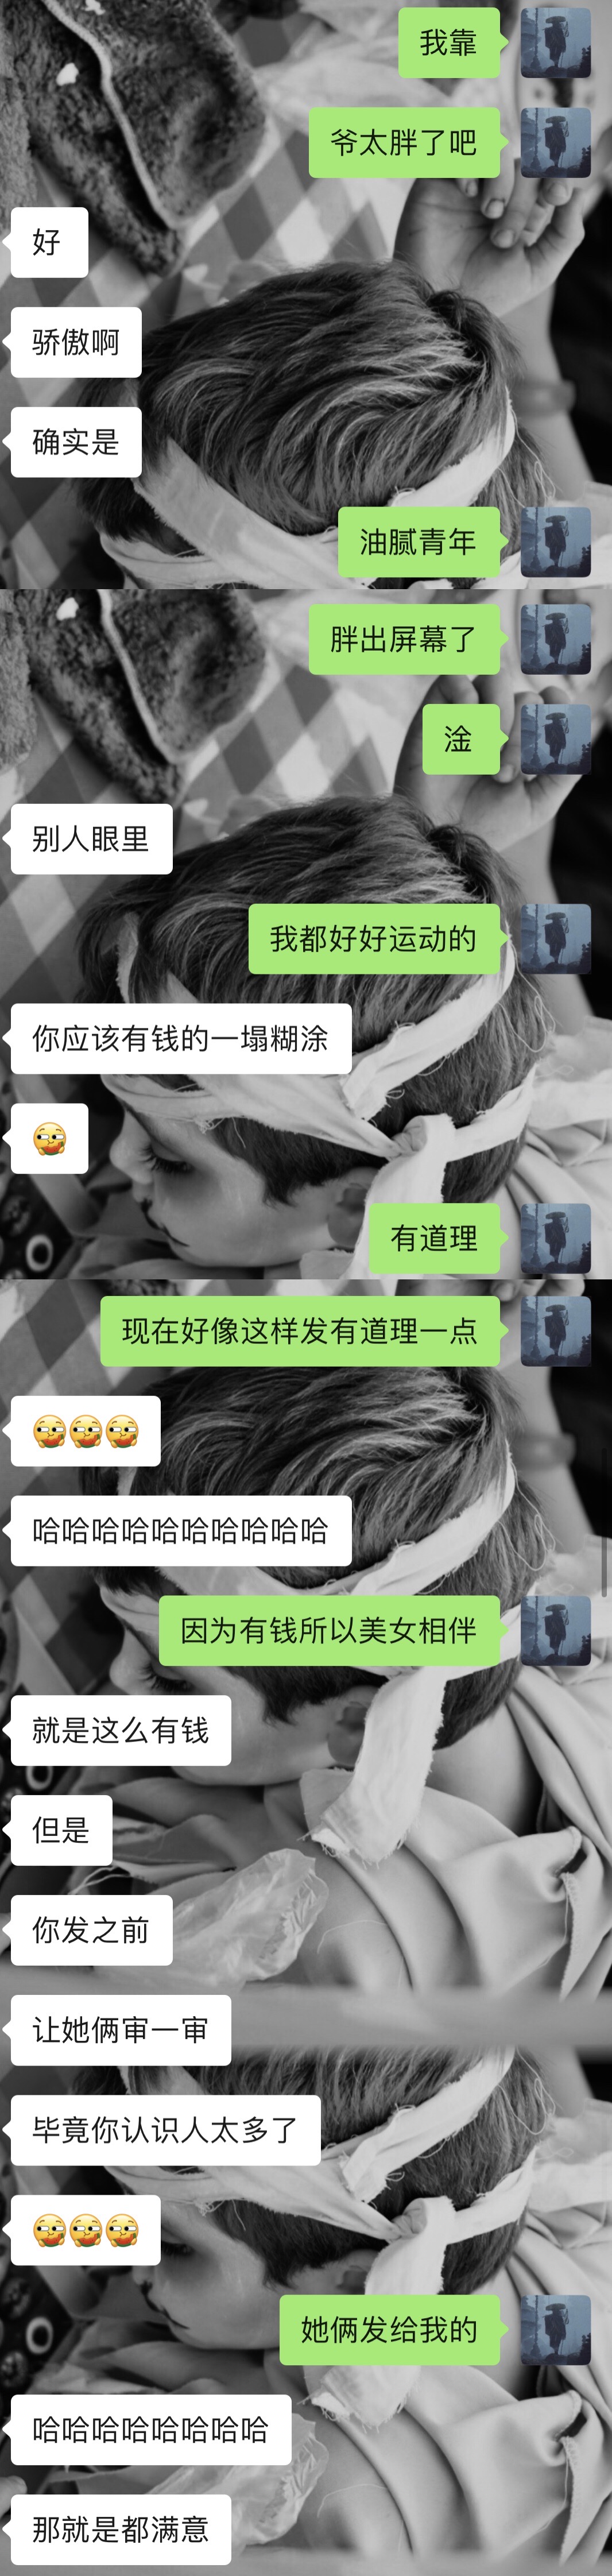 我靠
爷太胖了吧
好
骄傲啊
确实是
油腻青年
胖出屏幕了
淦
别人眼里
我都好好运动的
你应该有钱的一塌糊涂
有道理
现在好像这样发有道理一点
哈哈哈哈哈哈哈哈哈哈
因为有钱所以美女相伴
就是这么有钱
但是
你发之前
让她俩审一审
毕竟你认识人太多了
她俩发给我的
哈哈哈哈哈哈哈哈
那就是都满意